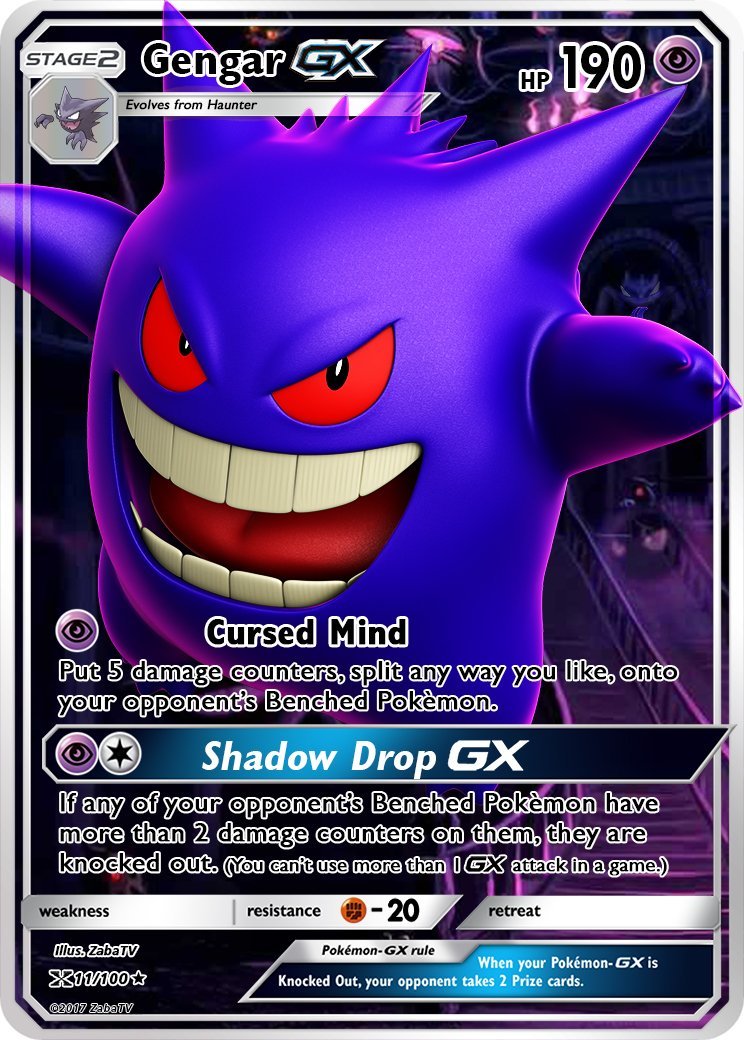 STAGE2 Gengar GX HP 190
Evolves from Haunter
Cursed Mind
Put 5 damage counters, split any way you like, onto
your opponent's Benched Pokèmon.
Shadow Drop GX
If any of your opponent's Benched Pokèmon have
more than 2 damage counters on them, they are
knocked out. (You can't use more than 1 GX attack in a game.)
weakness resistance -20 retreat
Illus. ZabaTV
11/100★
©2017 ZabaTV
Pokémon-GX rule
When your Pokémon-GX is
Knocked Out, your opponent takes 2 Prize cards.